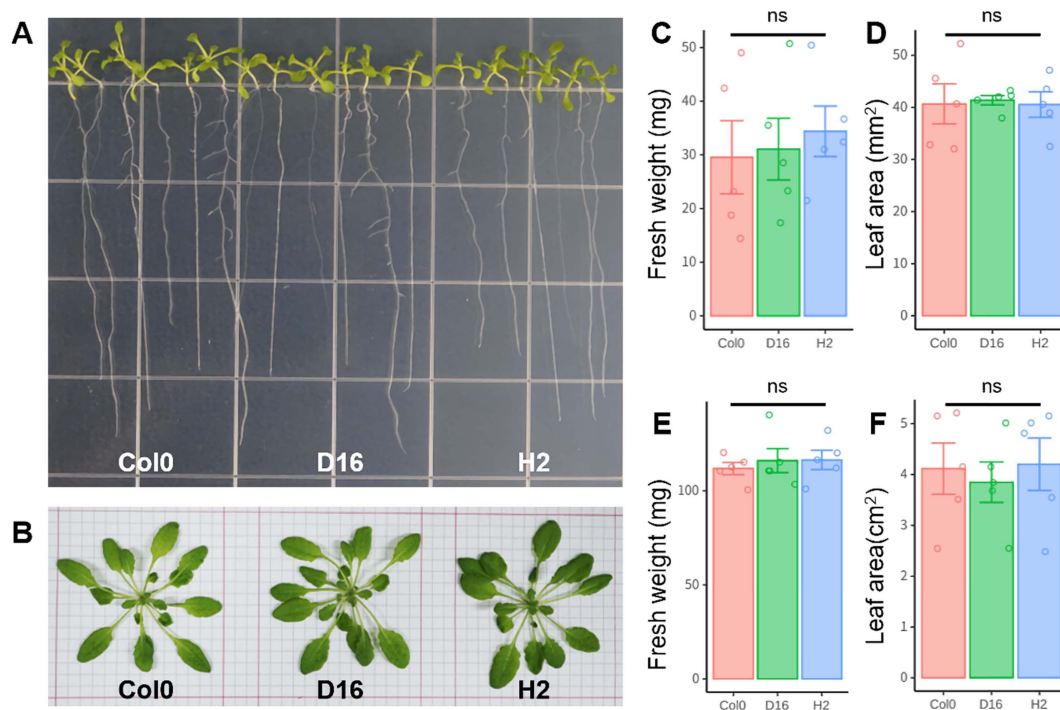 A
Col0
D16
H2
B
Col0
D16
H2
C
ns
Fresh weight (mg)
50
40
30
20
10
0
Col0
D16
H2
D
ns
Leaf area (mm²)
50
40
30
20
10
0
Col0
D16
H2
E
ns
Fresh weight (mg)
100
50
0
Col0
D16
H2
F
ns
Leaf area(cm²)
5
4
3
2
1
0
Col0
D16
H2